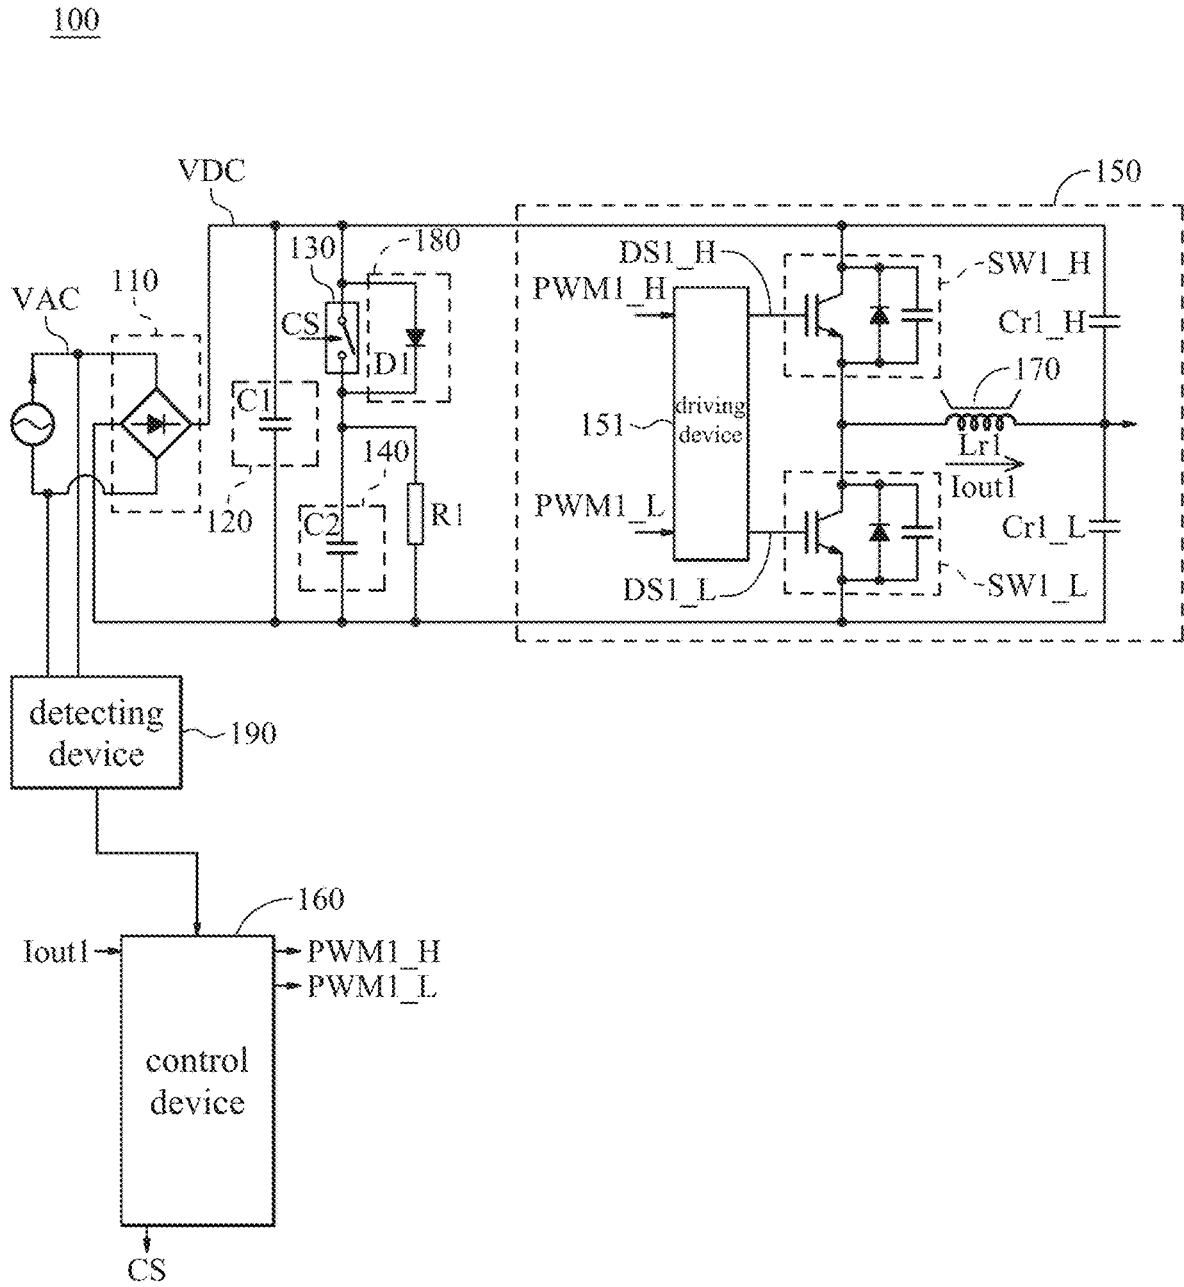 100
VDC
150
130
180
DS1_H
SW1_H
PWM1_H
VAC
110
CS
D1
Cr1_H
C1
driving
device
151
170
Lr1
Iout1
140
120
C2
R1
PWM1_L
Cr1_L
DS1_L
SW1_L
detecting
device
190
160
Iout1
PWM1_H
PWM1_L
control
device
CS